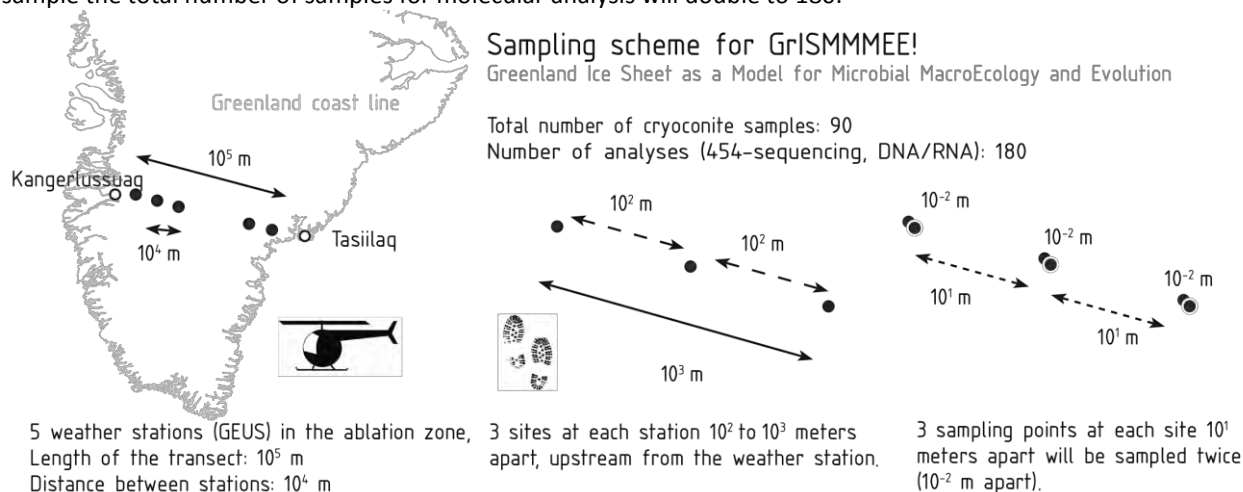 sample the total number of samples for molecular analysis will double to 180.
Sampling scheme for GrISMMMEE!
Greenland Ice Sheet as a Model for Microbial MacroEcology and Evolution
Greenland coast line
Total number of cryoconite samples: 90
Number of analyses (454-sequencing, DNA/RNA): 180
10⁵ m
Kangerlussuaq
10⁴ m
Tasiilaq
10² m
10² m
10³ m
10⁻² m
10⁻² m
10⁻² m
10¹ m
10¹ m
5 weather stations (GEUS) in the ablation zone,
Length of the transect: 10⁵ m
Distance between stations: 10⁴ m
3 sites at each station 10² to 10³ meters
apart, upstream from the weather station.
3 sampling points at each site 10¹
meters apart will be sampled twice
(10⁻² m apart).